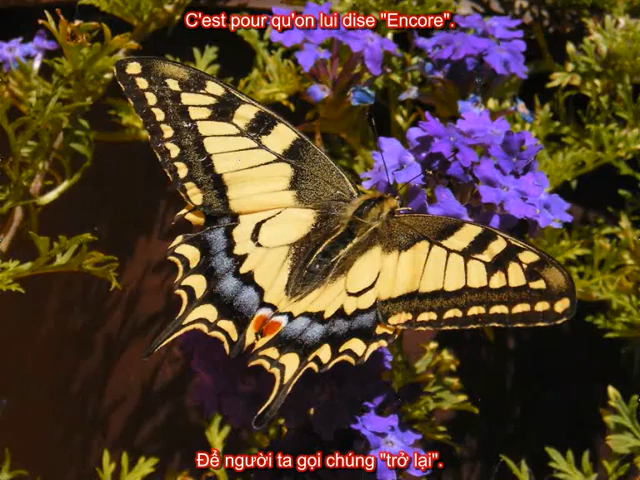 C'est pour qu'on lui dise "Encore".
Để người ta gọi chúng "trở lại".